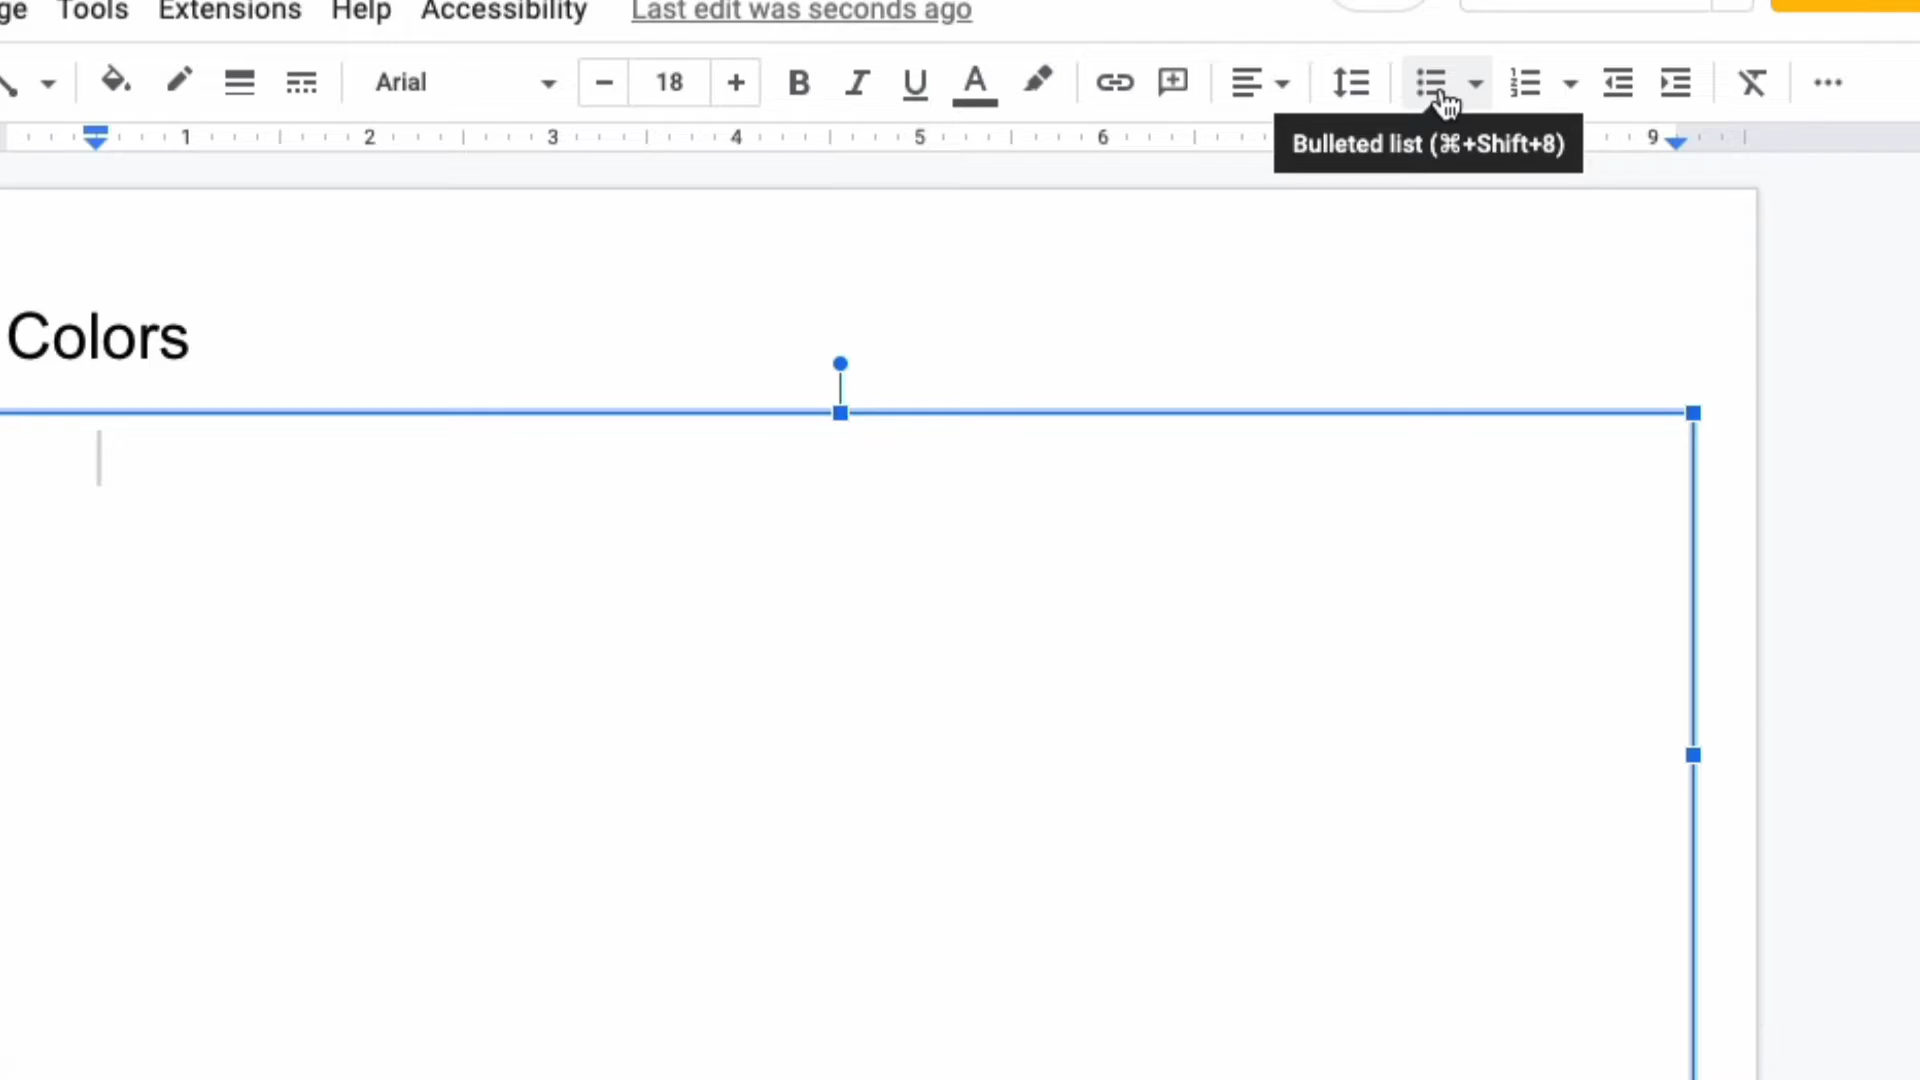 ge Tools Extensions Help Accessibility Last edit was seconds ago
Arial 18 B I U A
1 2 3 4 5 6 9
Bulleted list (⌘+Shift+8)
Colors